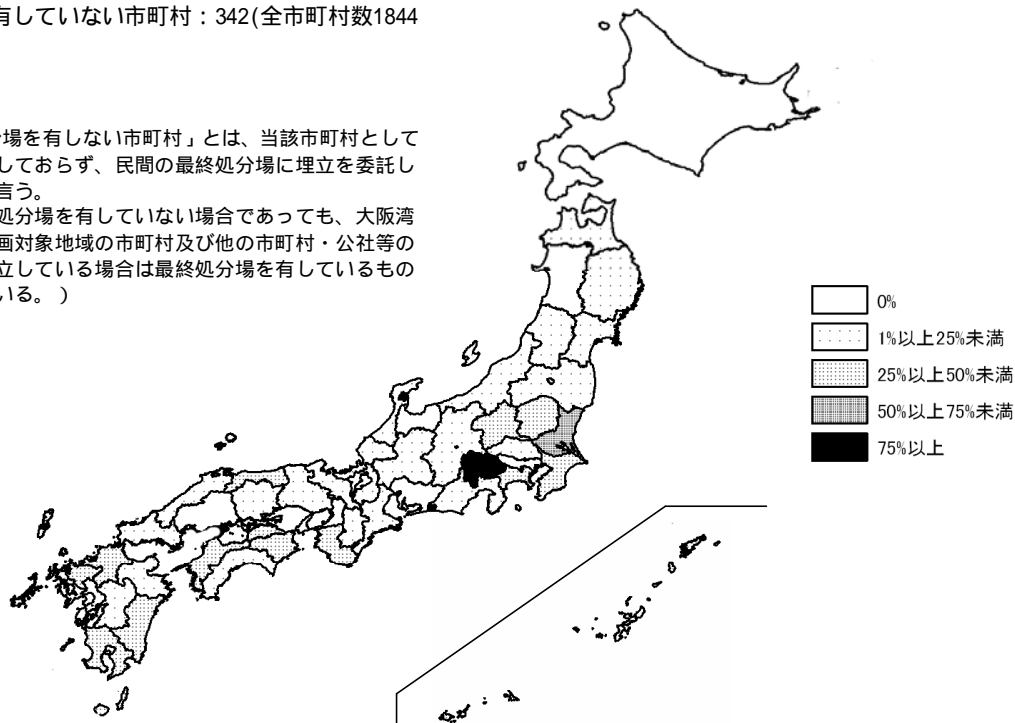 有していない市町村：342(全市町村数1844
場を有しない市町村」とは、当該市町村として
しておらず、民間の最終処分場に埋立を委託し
言う。
処分場を有していない場合であっても、大阪湾
画対象地域の市町村及び他の市町村・公社等の
立している場合は最終処分場を有しているもの
いる。）
0%
1%以上25%未満
25%以上50%未満
50%以上75%未満
75%以上